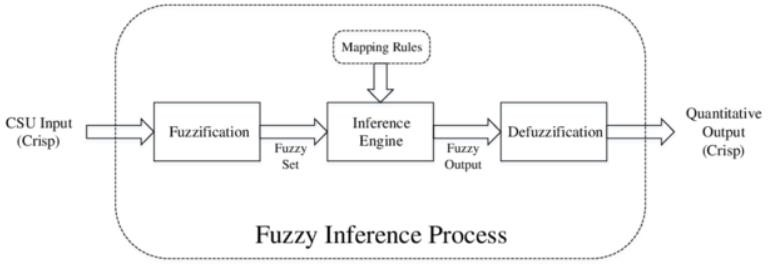 Mapping Rules
CSU Input
(Crisp)
Fuzzification
Fuzzy
Set
Inference
Engine
Fuzzy
Output
Defuzzification
Quantitative
Output
(Crisp)
Fuzzy Inference Process